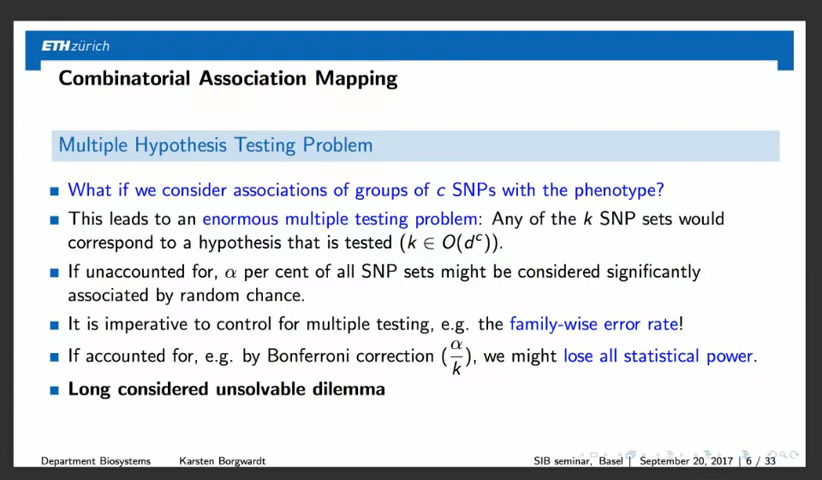 ETH zürich
Combinatorial Association Mapping
Multiple Hypothesis Testing Problem
What if we consider associations of groups of c SNPs with the phenotype?
This leads to an enormous multiple testing problem: Any of the k SNP sets would
correspond to a hypothesis that is tested (k ∈ O(dᶜ)).
If unaccounted for, α per cent of all SNP sets might be considered significantly
associated by random chance.
It is imperative to control for multiple testing, e.g. the family-wise error rate!
If accounted for, e.g. by Bonferroni correction (α/k), we might lose all statistical power.
Long considered unsolvable dilemma
Department Biosystems Karsten Borgwardt SIB seminar, Basel | September 20, 2017 | 6 / 33